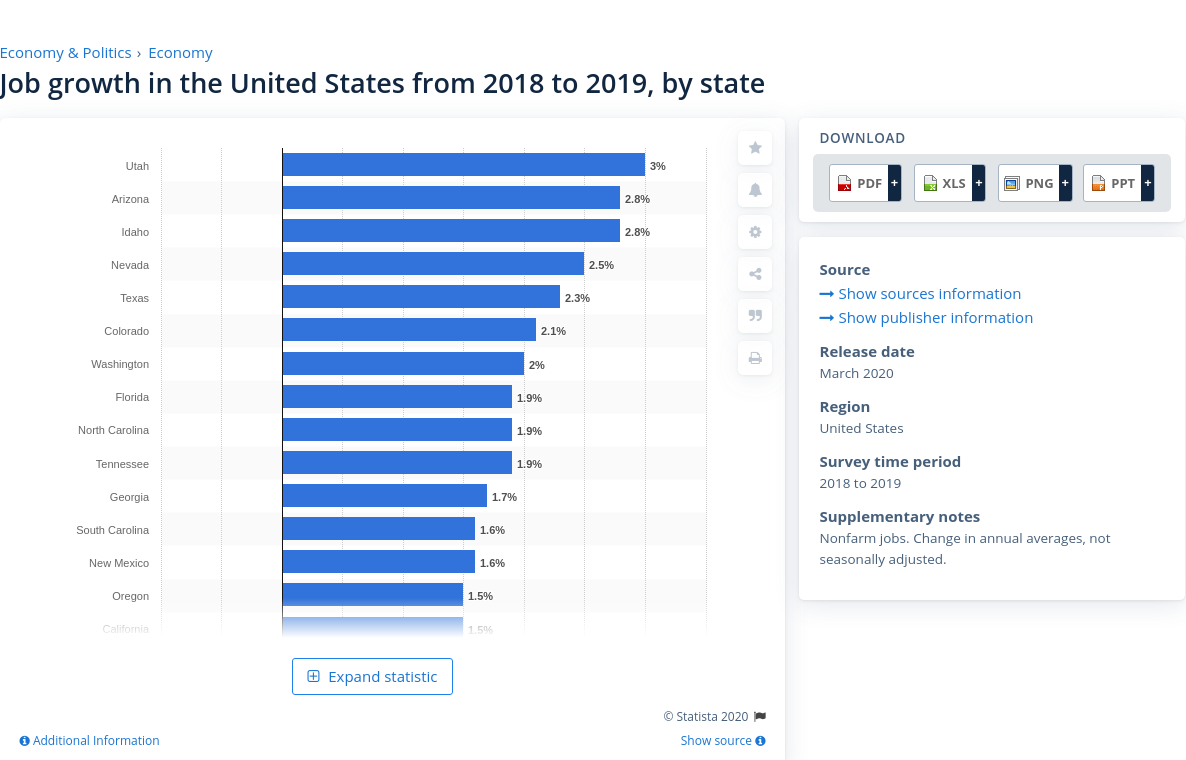 Economy & Politics › Economy
Job growth in the United States from 2018 to 2019, by state
Utah 3%
Arizona 2.8%
Idaho 2.8%
Nevada 2.5%
Texas 2.3%
Colorado 2.1%
Washington 2%
Florida 1.9%
North Carolina 1.9%
Tennessee 1.9%
Georgia 1.7%
South Carolina 1.6%
New Mexico 1.6%
Oregon 1.5%
California 1.5%
Expand statistic
© Statista 2020
Additional Information
Show source
DOWNLOAD
PDF + XLS + PNG + PPT +
Source
Show sources information
Show publisher information
Release date
March 2020
Region
United States
Survey time period
2018 to 2019
Supplementary notes
Nonfarm jobs. Change in annual averages, not
seasonally adjusted.